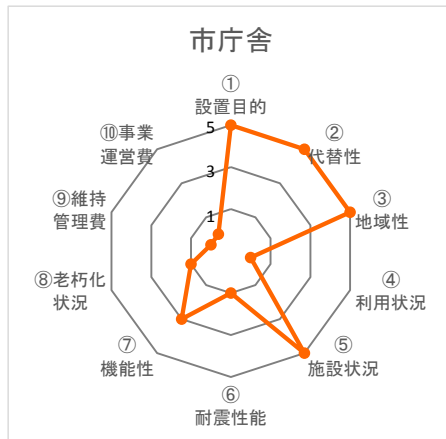 市庁舎
①
設置目的
②
代替性
③
地域性
④
利用状況
⑤
施設状況
⑥
耐震性能
⑦
機能性
⑧老朽化
状況
⑨維持
管理費
⑩事業
運営費
5
3
1